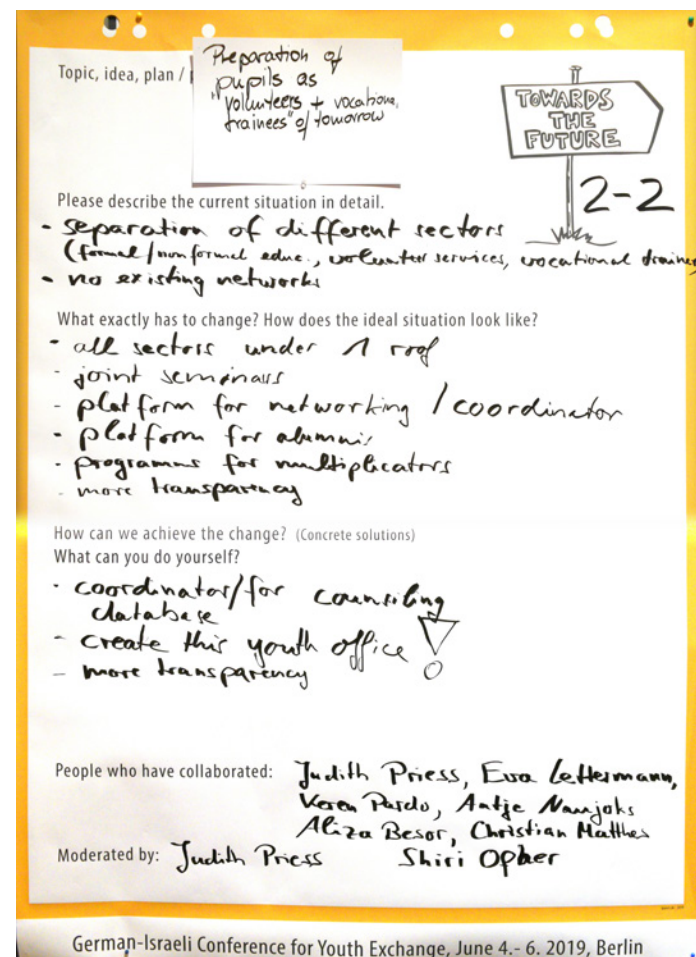 Topic, idea, plan /
Preparation of
pupils as
"volunteers + vocationa,
trainees" of tomorrow
TOWARDS
THE
FUTURE
2-2
Please describe the current situation in detail.
- separation of different sectors
(formal/nonformal educ., volunteer services, vocational trainee
- no existing networks
What exactly has to change? How does the ideal situation look like?
- all sectors under 1 roof
- joint seminars
- platform for networking / coordinator
- platform for alumnis
- programms for multiplicators
- more transparency
How can we achieve the change? (Concrete solutions)
What can you do yourself?
- coordinator/for counsiling
database
- create this youth office !
- more transparency
People who have collaborated: Judith Priess, Eva Lettermann,
Keren Pardo, Antje Naujoks
Aliza Besor, Christian Matthes
Moderated by: Judith Priess Shiri Opher
German-Israeli Conference for Youth Exchange, June 4.- 6. 2019, Berlin